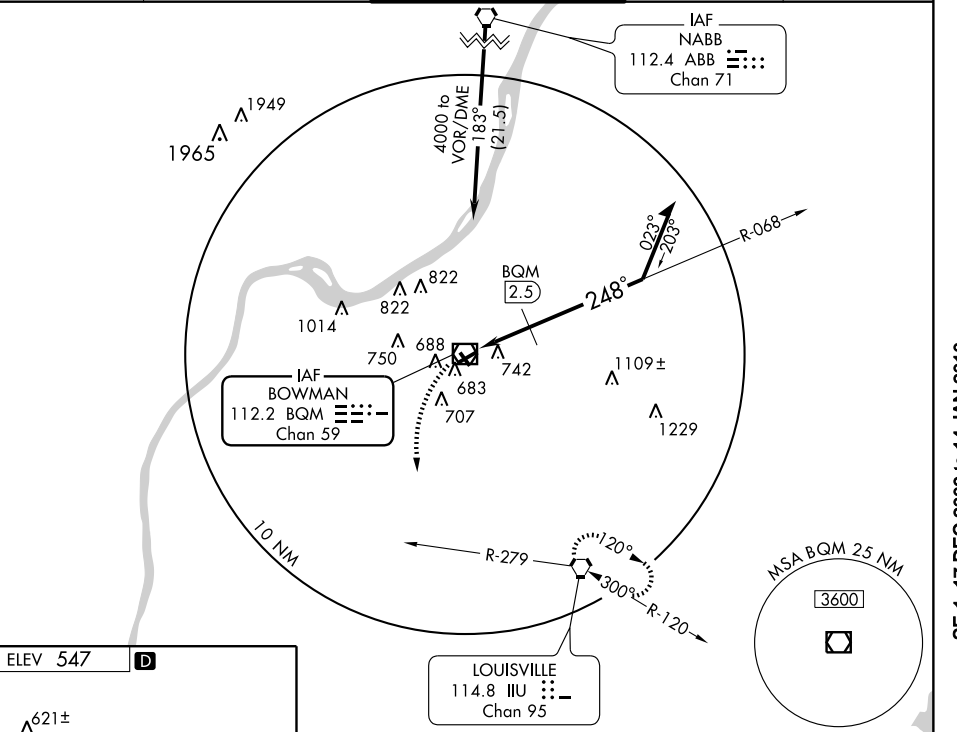 IAF
NABB
112.4 ABB
Chan 71
4000 to
VOR/DME
183°
(21.5)
1949
1965
023°
203°
R-068
BQM
2.5
248°
822
822
1014
750
688
742
683
707
1109±
1229
IAF
BOWMAN
112.2 BQM
Chan 59
10 NM
R-279
120°
300°
R-120
MSA BQM 25 NM
3600
LOUISVILLE
114.8 IIU
Chan 95
ELEV 547
D
621±